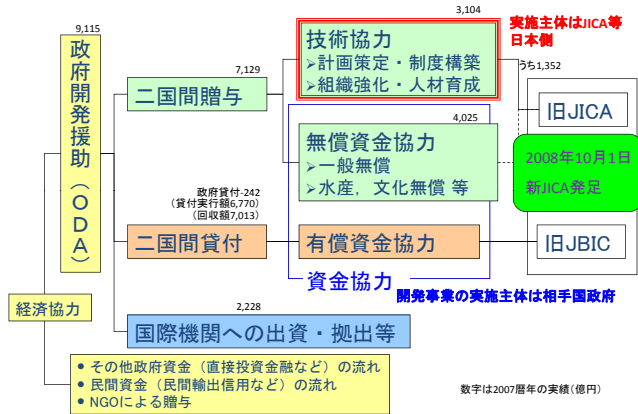 3,104
9,115
技術協力
➢計画策定・制度構築
➢組織強化・人材育成
実施主体はJICA等
日本側
うち1,352
政府開発援助（ＯＤＡ）
7,129
二国間贈与
旧JICA
4,025
無償資金協力
➢一般無償
➢水産，文化無償 等
2008年10月1日
新JICA発足
政府貸付-242
（貸付実行額6,770）
（回収額7,013）
二国間貸付
有償資金協力
旧JBIC
資金協力
開発事業の実施主体は相手国政府
経済協力
2,228
国際機関への出資・拠出等
• その他政府資金（直接投資金融など）の流れ
• 民間資金（民間輸出信用など）の流れ
• NGOによる贈与
数字は2007暦年の実績（億円）